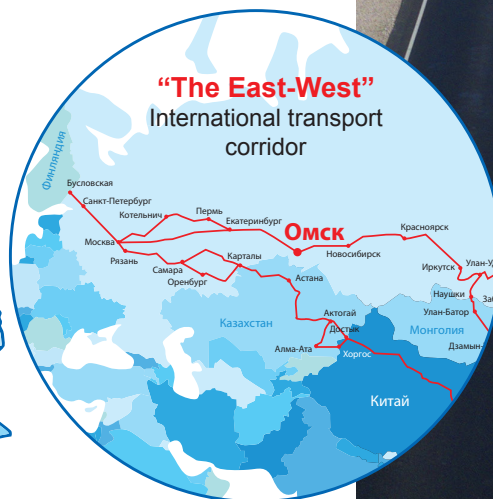 “The East-West”
International transport
corridor
Финляндия
Бусловская
Санкт-Петербург
Котельнич
Пермь
Екатеринбург
Омск
Красноярск
Москва
Рязань
Самара
Оренбург
Карталы
Новосибирск
Иркутск
Астана
Наушки
Актогай
Улан-Батор
Казахстан
Достык
Монголия
Алма-Ата
Хоргос
Китай